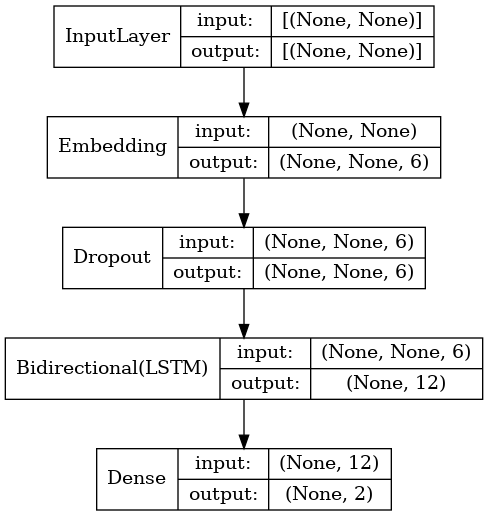 InputLayer
input:
[(None, None)]
output:
[(None, None)]
Embedding
input:
(None, None)
output:
(None, None, 6)
Dropout
input:
(None, None, 6)
output:
(None, None, 6)
Bidirectional(LSTM)
input:
(None, None, 6)
output:
(None, 12)
Dense
input:
(None, 12)
output:
(None, 2)